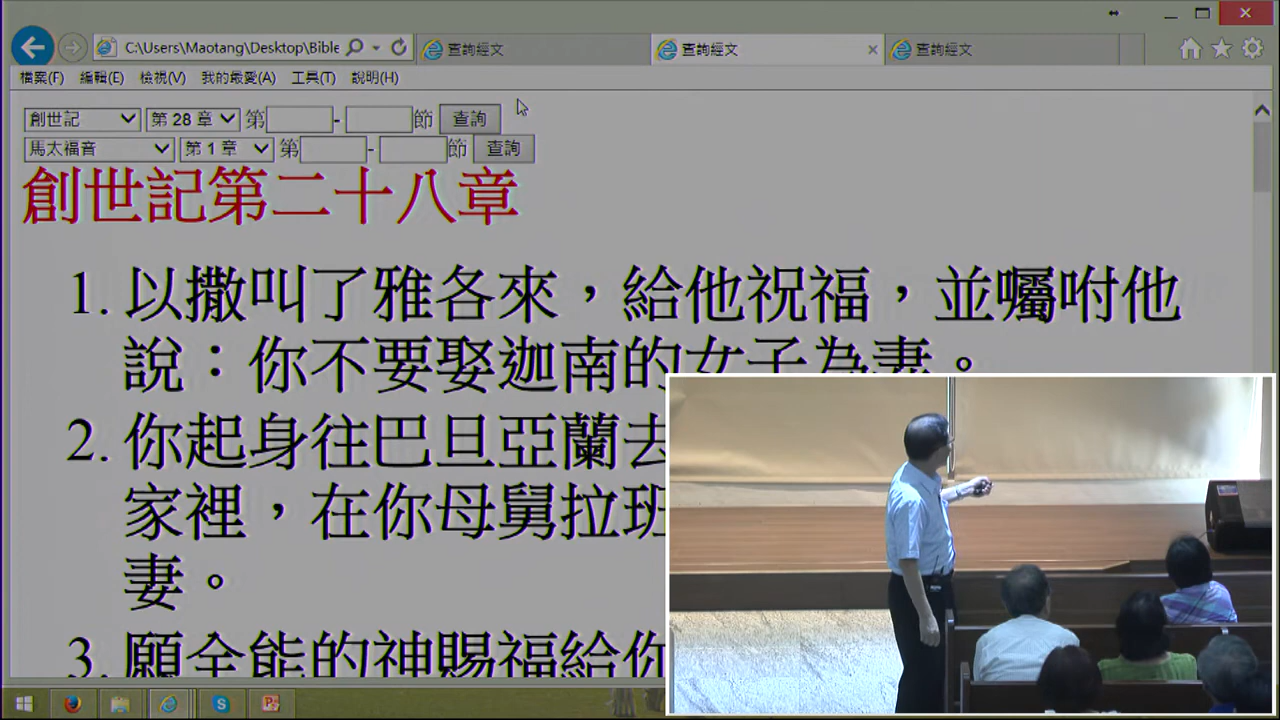 C:\Users\Maotang\Desktop\Bible
查詢經文
查詢經文
查詢經文
檔案(F) 編輯(E) 檢視(V) 我的最愛(A) 工具(T) 說明(H)
創世記 第 28 章 第 - 節 查詢
馬太福音 第 1 章 第 - 節 查詢
創世記第二十八章
1. 以撒叫了雅各來，給他祝福，並囑咐他
說：你不要娶迦南的女子為妻。
2. 你起身往巴旦亞蘭去
家裡，在你母舅拉班
妻。
3. 願全能的神賜福給你